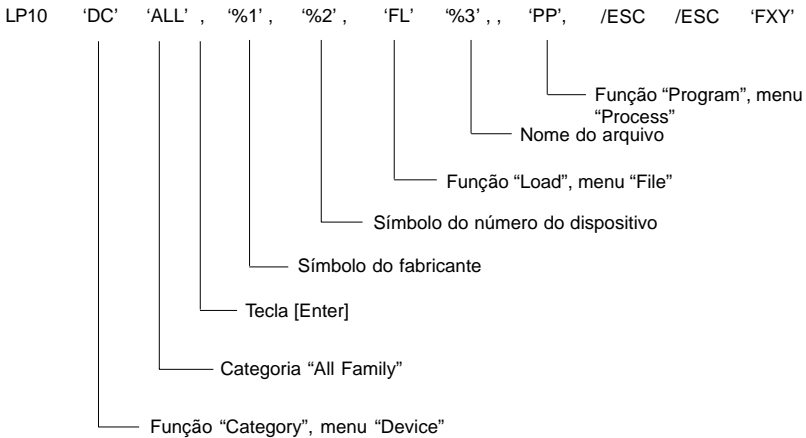 LP10 ‘DC’ ‘ALL’ , ‘%1’ , ‘%2’ , ‘FL’ ‘%3’ , , ‘PP’, /ESC /ESC ‘FXY’
Função “Program”, menu
“Process”
Nome do arquivo
Função “Load”, menu “File”
Símbolo do número do dispositivo
Símbolo do fabricante
Tecla [Enter]
Categoria “All Family”
Função “Category”, menu “Device”